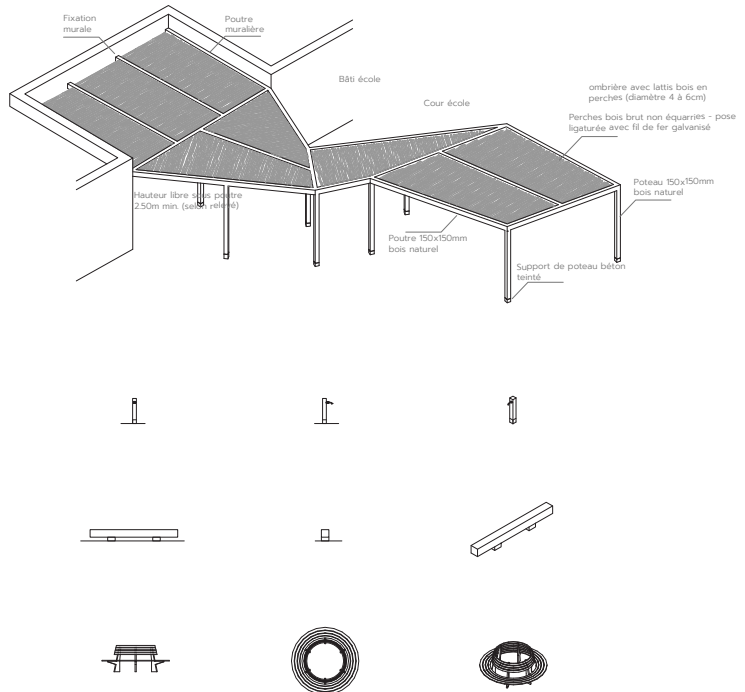 Fixation
murale
Poutre
muralière
Bâti école
Cour école
ombrière avec lattis bois en
perches (diamètre 4 à 6cm)
Perches bois brut non équarries - pose
ligaturée avec fil de fer galvanisé
Hauteur libre sous poutre
2.50m min. (selon relevé)
Poteau 150x150mm
bois naturel
Poutre 150x150mm
bois naturel
Support de poteau béton
teinté